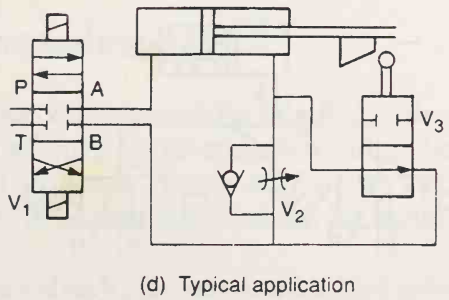 P A
T B
V1
V2
V3
(d) Typical application